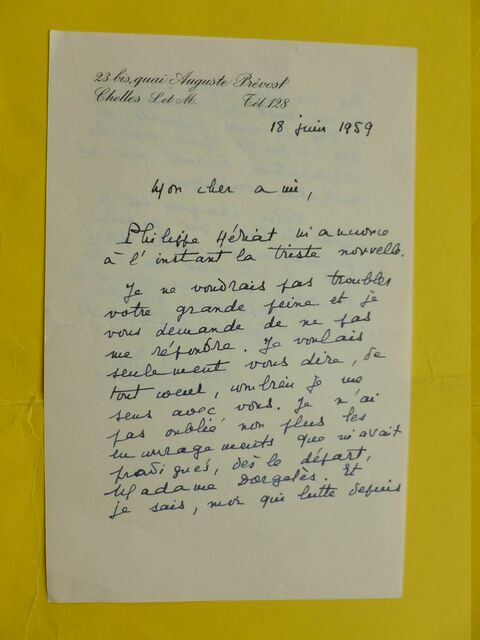 23 bis, quai Auguste Prévost
Chelles S. et M. Tél. 128
18 juin 1959
Mon cher ami,
Philippe Hériat m'annonce
à l'instant la triste nouvelle.
Je ne voudrais pas troubler
votre grande peine et je
vous demande de ne pas
me répondre. Je voulais
seulement vous dire, de
tout cœur, combien je me
sens avec vous. Je n'ai
pas oublié non plus les
encouragements que m'avait
prodigués, dès le départ,
Madame Dorgelès. Et
je sais, moi qui lutte depuis